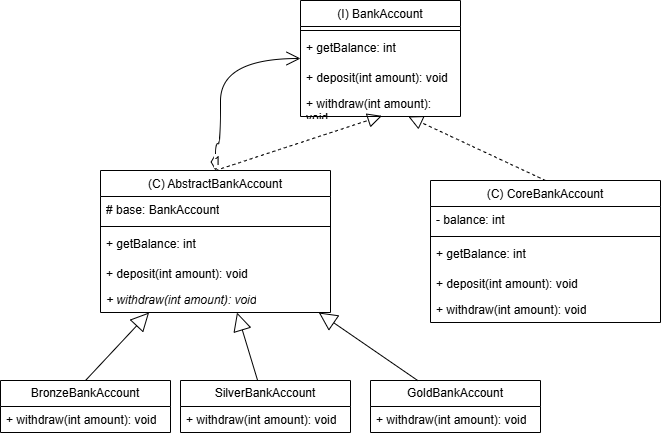 (I) BankAccount
+ getBalance: int
+ deposit(int amount): void
+ withdraw(int amount):
void
1
(C) AbstractBankAccount
# base: BankAccount
+ getBalance: int
+ deposit(int amount): void
+ withdraw(int amount): void
(C) CoreBankAccount
- balance: int
+ getBalance: int
+ deposit(int amount): void
+ withdraw(int amount): void
BronzeBankAccount
+ withdraw(int amount): void
SilverBankAccount
+ withdraw(int amount): void
GoldBankAccount
+ withdraw(int amount): void